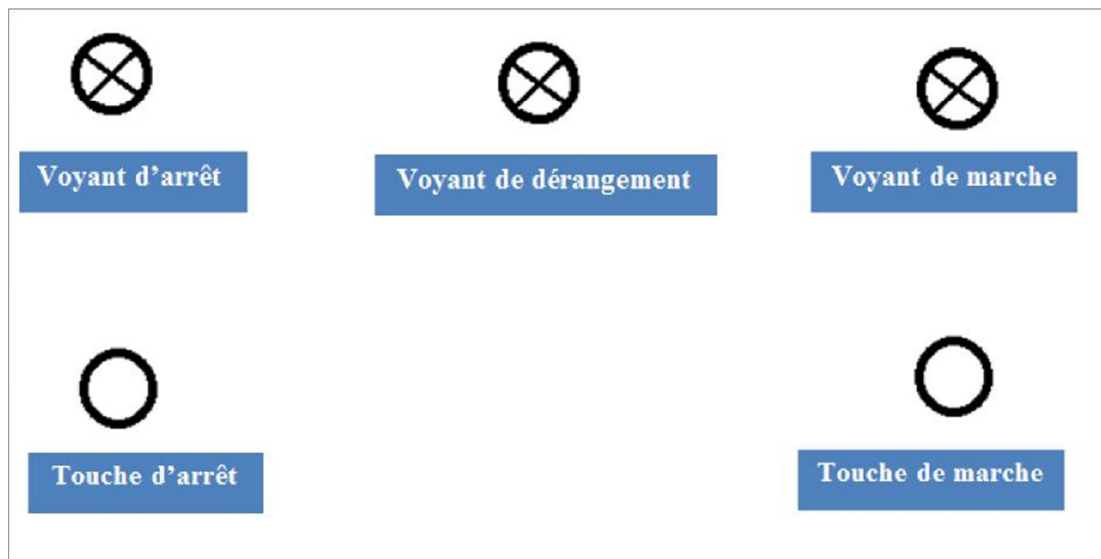 Voyant d’arrêt
Voyant de dérangement
Voyant de marche
Touche d’arrêt
Touche de marche